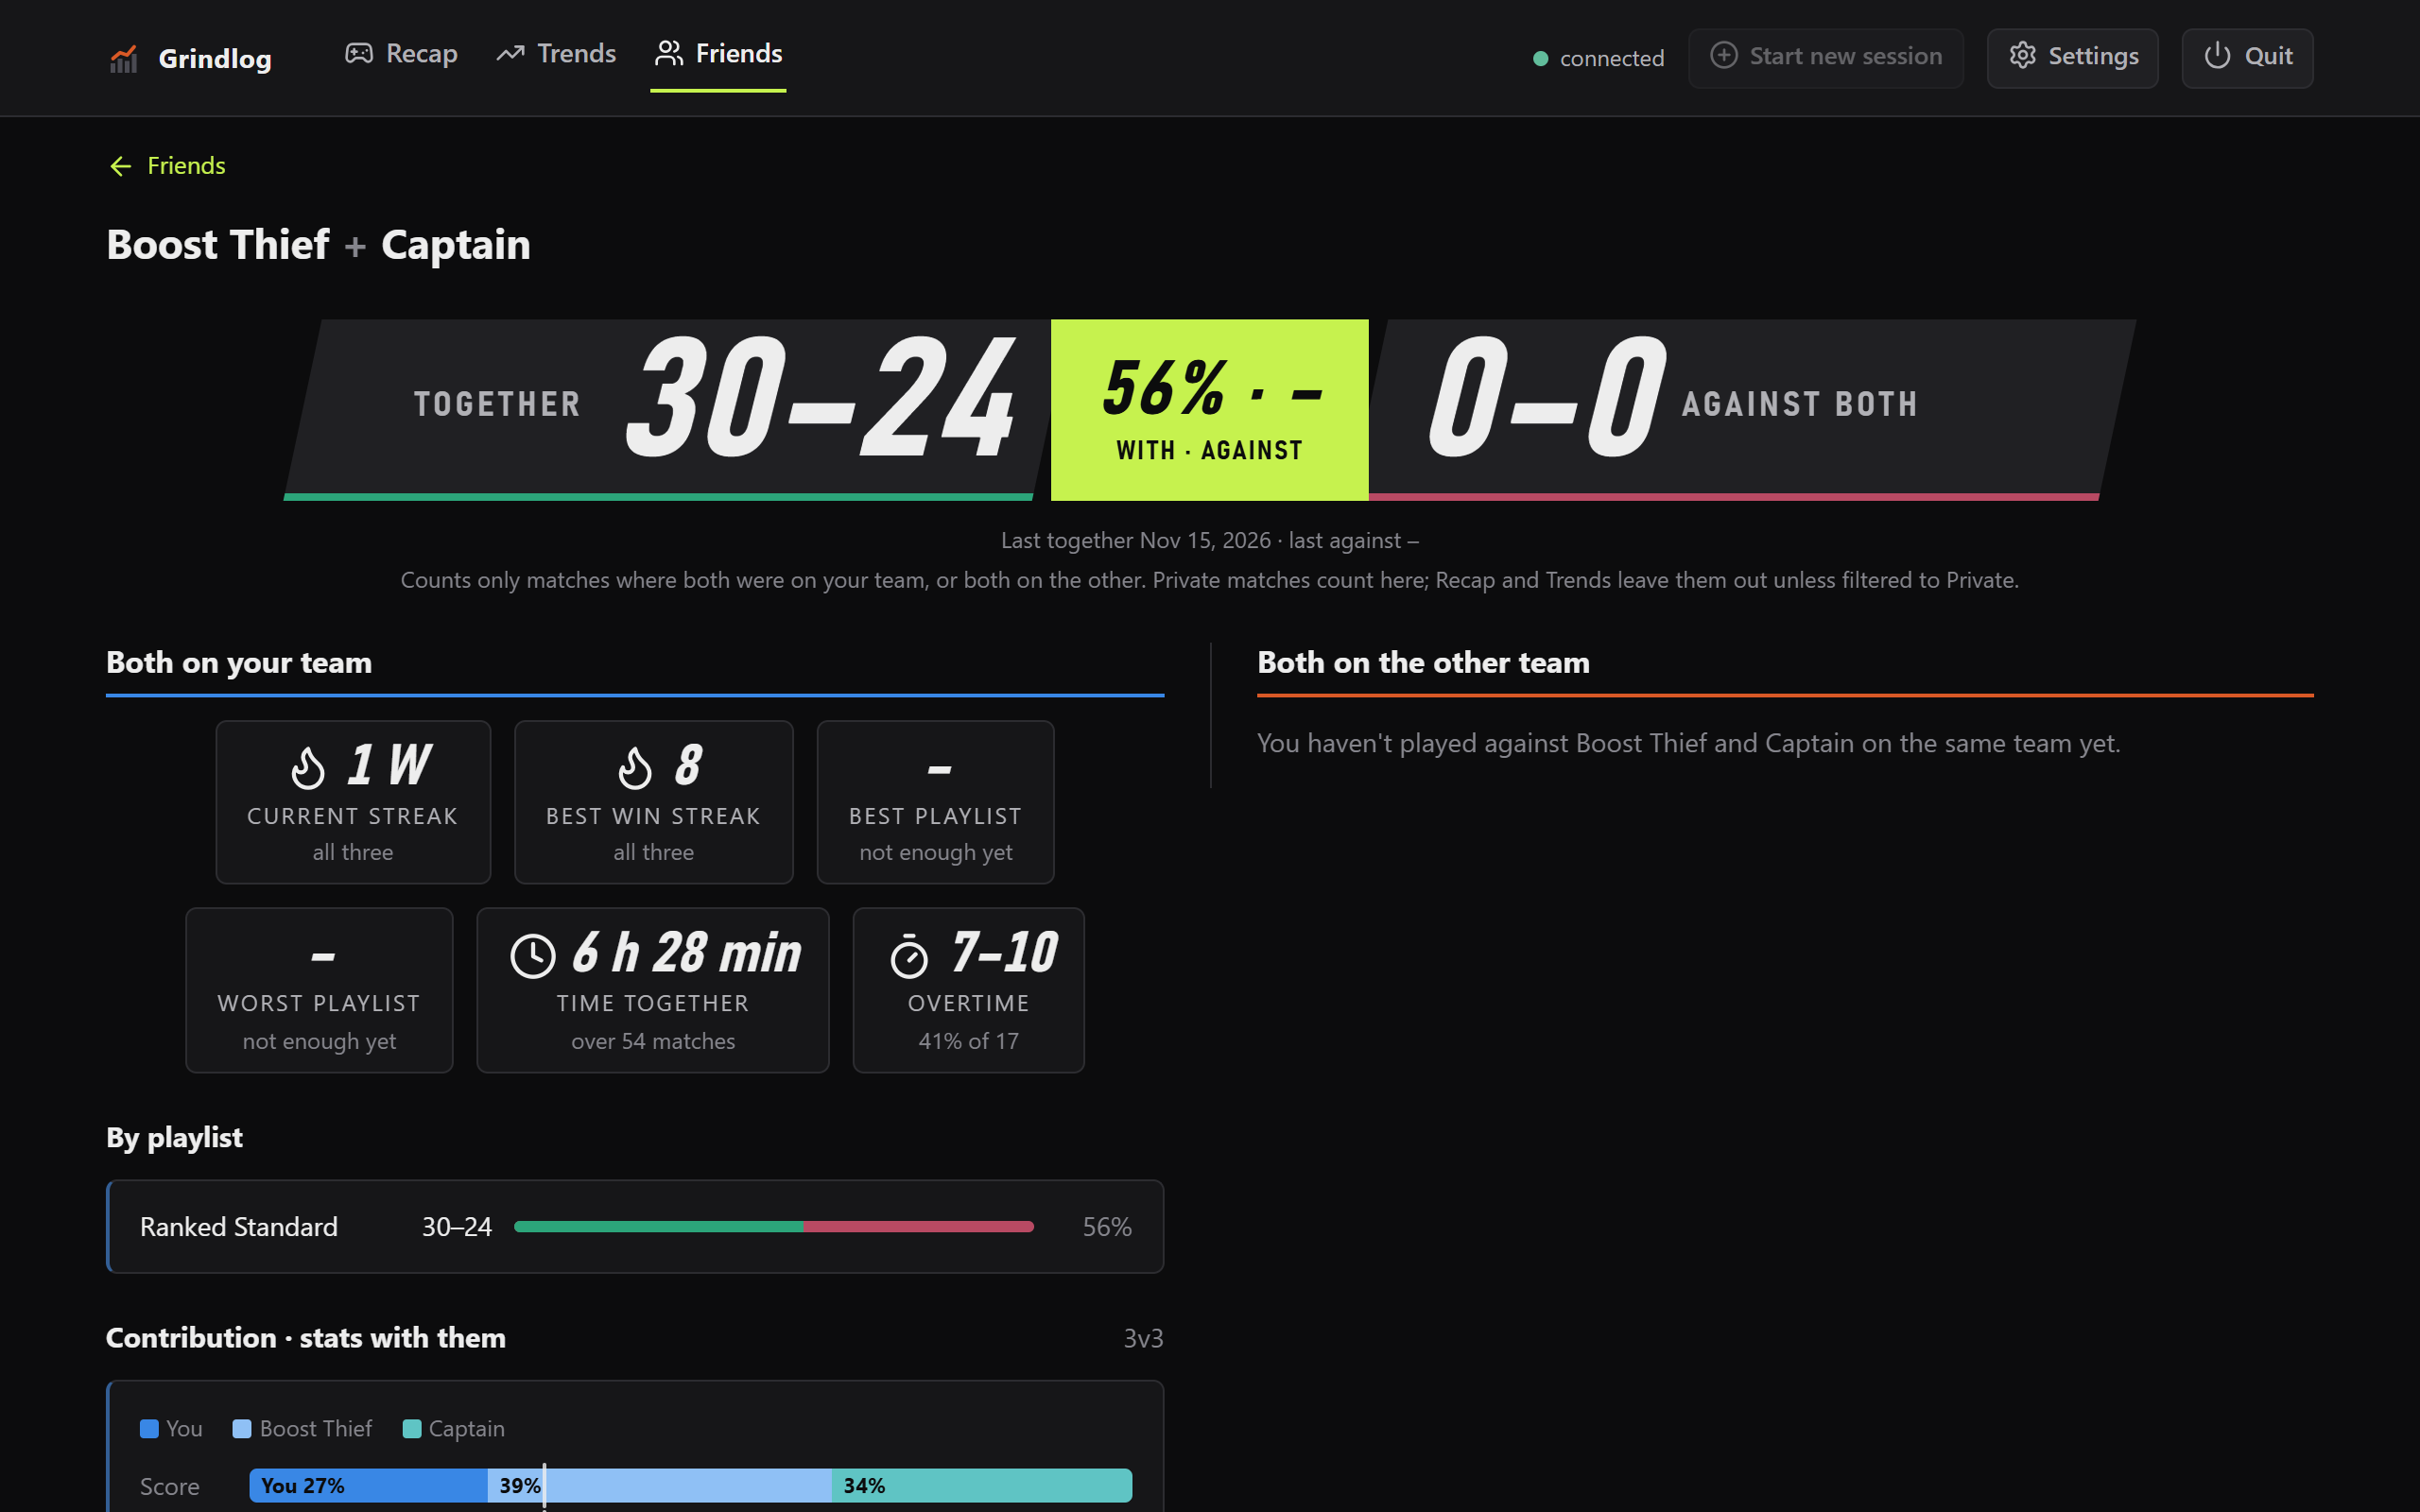 Grindlog
Recap
Trends
Friends
connected
Start new session
Settings
Quit
Friends
Boost Thief + Captain
TOGETHER
30–24
56% · –
WITH · AGAINST
0–0
AGAINST BOTH
Last together Nov 15, 2026 · last against –
Counts only matches where both were on your team, or both on the other. Private matches count here; Recap and Trends leave them out unless filtered to Private.
Both on your team
1 W
CURRENT STREAK
all three
8
BEST WIN STREAK
all three
–
BEST PLAYLIST
not enough yet
–
WORST PLAYLIST
not enough yet
6 h 28 min
TIME TOGETHER
over 54 matches
7–10
OVERTIME
41% of 17
Both on the other team
You haven't played against Boost Thief and Captain on the same team yet.
By playlist
Ranked Standard 30–24 56%
Contribution · stats with them 3v3
You Boost Thief Captain
Score You 27% 39% 34%